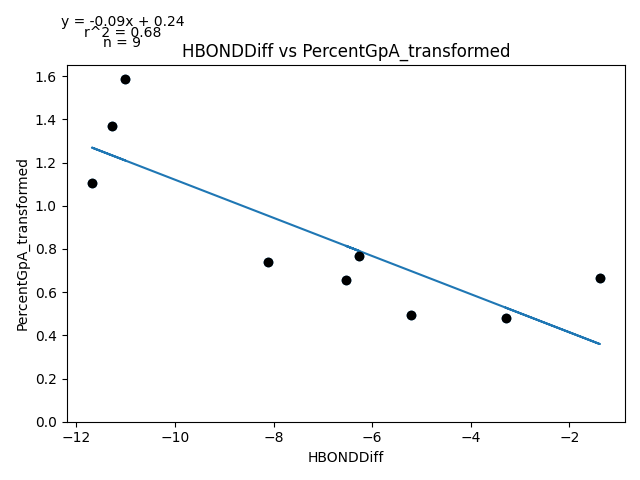 y = -0.09x + 0.24
r^2 = 0.68
n = 9
HBONDDiff vs PercentGpA_transformed
PercentGpA_transformed
1.6
1.4
1.2
1.0
0.8
0.6
0.4
0.2
0.0
−12
−10
−8
−6
−4
−2
HBONDDiff